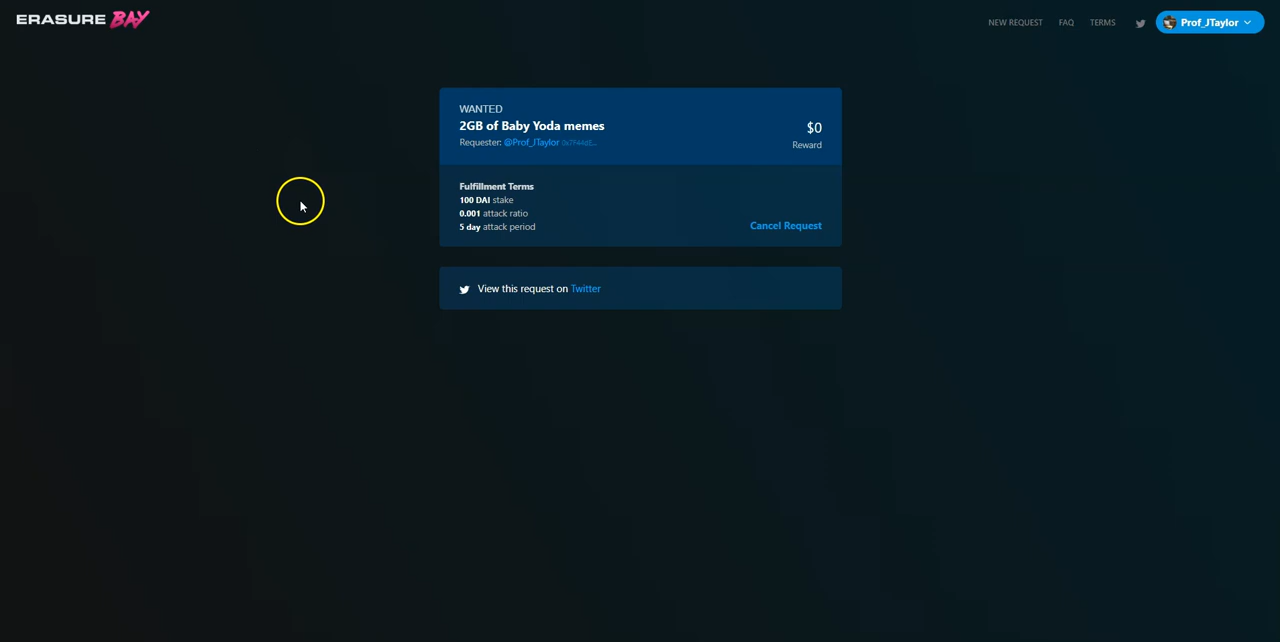 ERASURE BAY
NEW REQUEST FAQ TERMS Prof_JTaylor
WANTED
2GB of Baby Yoda memes
Requester: @Prof_JTaylor 0x7F44dE...
$0
Reward
Fulfillment Terms
100 DAI stake
0.001 attack ratio
5 day attack period
Cancel Request
View this request on Twitter